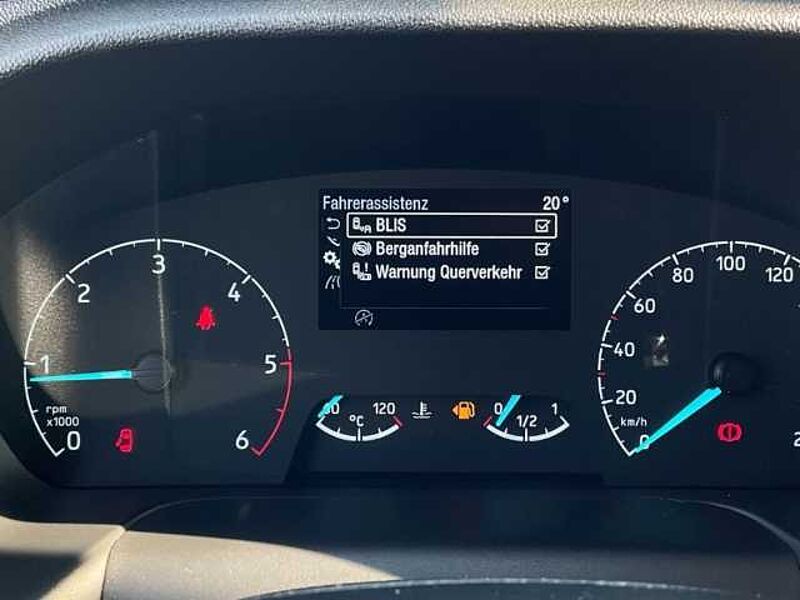 Fahrerassistenz 20°
BLIS
Berganfahrhilfe
Warnung Querverkehr
0 1 2 3 4 5 6
rpm
x1000
120
°C
0 1/2 1
0 20 40 60 80 100 120
km/h